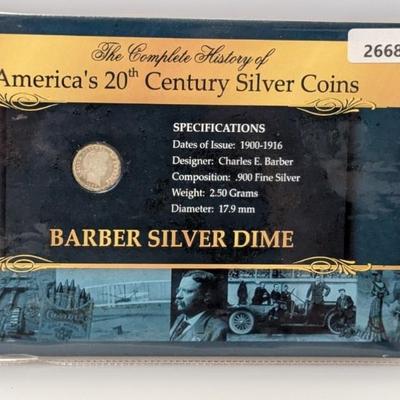 The Complete History of
America's 20th Century Silver Coins
2668
SPECIFICATIONS
Dates of Issue: 1900-1916
Designer: Charles E. Barber
Composition: .900 Fine Silver
Weight: 2.50 Grams
Diameter: 17.9 mm
BARBER SILVER DIME